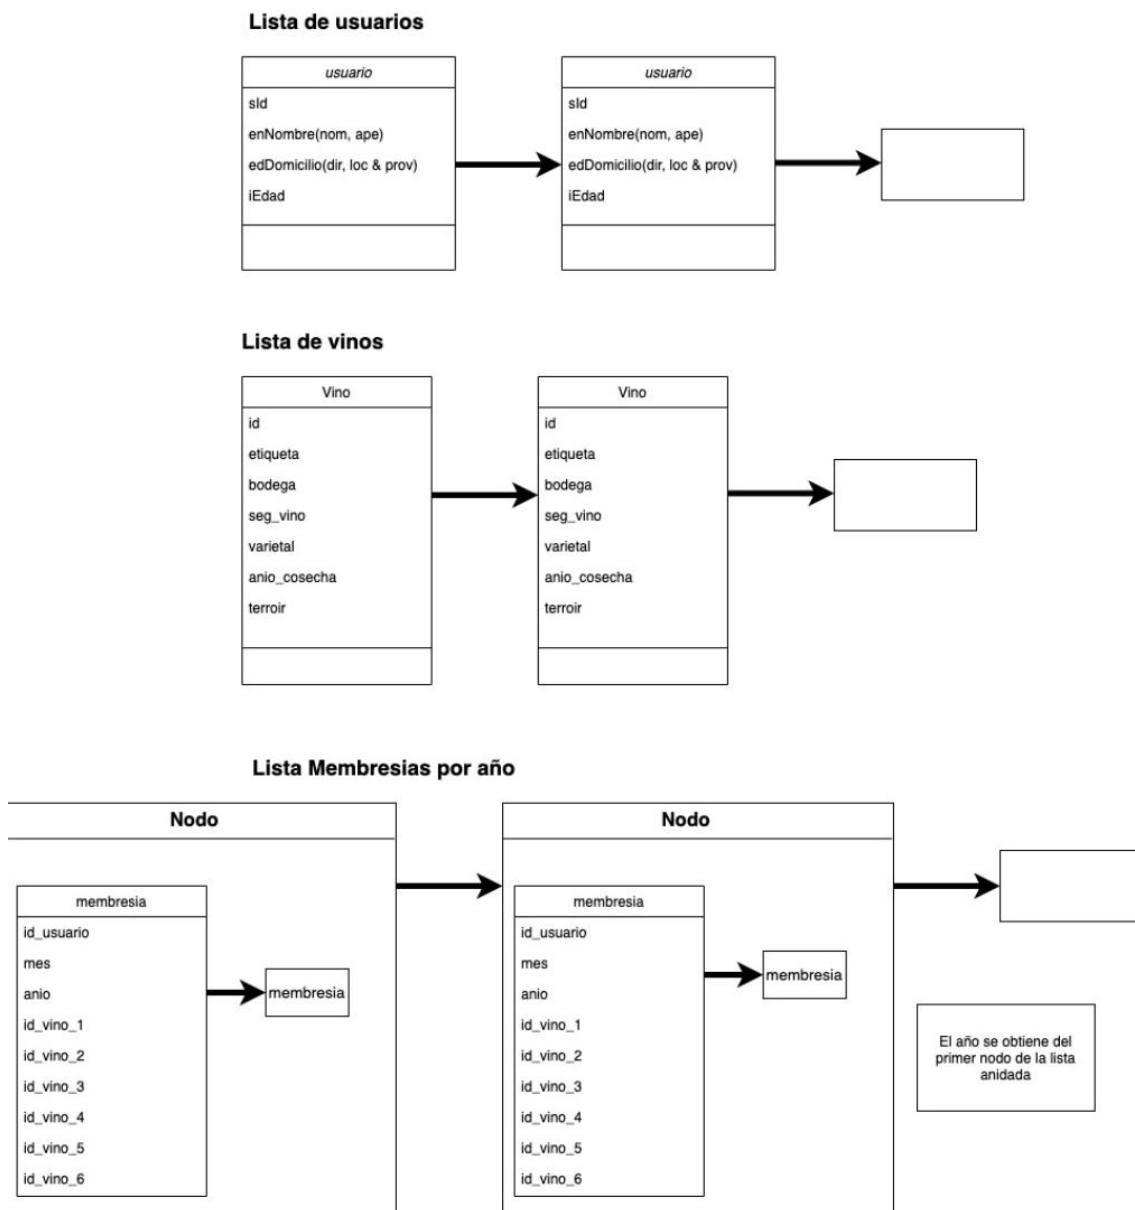 Lista de usuarios
usuario
sId
enNombre(nom, ape)
edDomicilio(dir, loc & prov)
iEdad
usuario
sId
enNombre(nom, ape)
edDomicilio(dir, loc & prov)
iEdad
Lista de vinos
Vino
id
etiqueta
bodega
seg_vino
varietal
anio_cosecha
terroir
Vino
id
etiqueta
bodega
seg_vino
varietal
anio_cosecha
terroir
Lista Membresias por año
Nodo
membresia
id_usuario
mes
anio
id_vino_1
id_vino_2
id_vino_3
id_vino_4
id_vino_5
id_vino_6
membresia
Nodo
membresia
id_usuario
mes
anio
id_vino_1
id_vino_2
id_vino_3
id_vino_4
id_vino_5
id_vino_6
membresia
El año se obtiene del
primer nodo de la lista
anidada